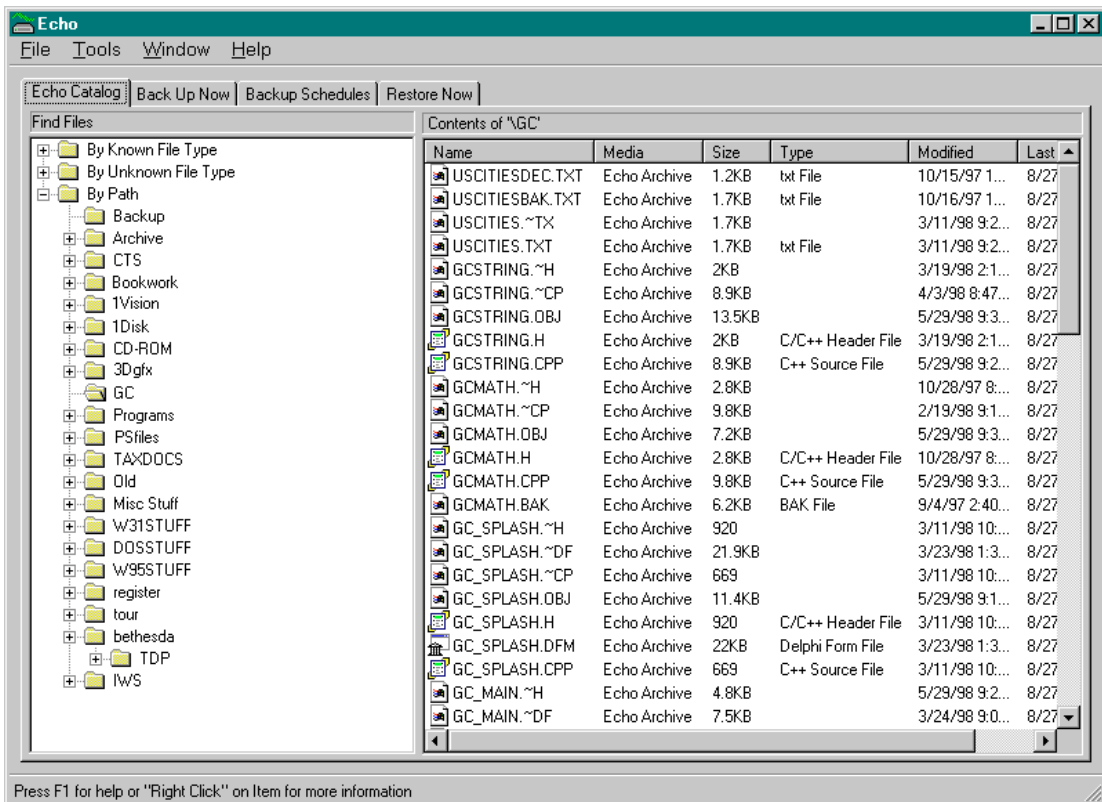 Echo
File Tools Window Help
Echo Catalog Back Up Now Backup Schedules Restore Now
Find Files
By Known File Type
By Unknown File Type
By Path
Backup
Archive
CTS
Bookwork
1Vision
1Disk
CD-ROM
3Dgfx
GC
Programs
PSfiles
TAXDOCS
Old
Misc Stuff
W31STUFF
DOSSTUFF
W95STUFF
register
tour
bethesda
TDP
IWS
Contents of '\GC'
Name Media Size Type Modified Last
USCITIESDEC.TXT Echo Archive 1.2KB txt File 10/15/97 1... 8/27
USCITIESBAK.TXT Echo Archive 1.7KB txt File 10/16/97 1... 8/27
USCITIES.~TX Echo Archive 1.7KB 3/11/98 9:2... 8/27
USCITIES.TXT Echo Archive 1.7KB txt File 3/11/98 9:2... 8/27
GCSTRING.~H Echo Archive 2KB 3/19/98 2:1... 8/27
GCSTRING.~CP Echo Archive 8.9KB 4/3/98 8:47... 8/27
GCSTRING.OBJ Echo Archive 13.5KB 5/29/98 9:3... 8/27
GCSTRING.H Echo Archive 2KB C/C++ Header File 3/19/98 2:1... 8/27
GCSTRING.CPP Echo Archive 8.9KB C++ Source File 5/29/98 9:2... 8/27
GCMATH.~H Echo Archive 2.8KB 10/28/97 8:... 8/27
GCMATH.~CP Echo Archive 9.8KB 2/19/98 9:1... 8/27
GCMATH.OBJ Echo Archive 7.2KB 5/29/98 9:3... 8/27
GCMATH.H Echo Archive 2.8KB C/C++ Header File 10/28/97 8:... 8/27
GCMATH.CPP Echo Archive 9.8KB C++ Source File 5/29/98 9:3... 8/27
GCMATH.BAK Echo Archive 6.2KB BAK File 9/4/97 2:40... 8/27
GC_SPLASH.~H Echo Archive 920 3/11/98 10:... 8/27
GC_SPLASH.~DF Echo Archive 21.9KB 3/23/98 1:3... 8/27
GC_SPLASH.~CP Echo Archive 669 3/11/98 10:... 8/27
GC_SPLASH.OBJ Echo Archive 11.4KB 5/29/98 9:1... 8/27
GC_SPLASH.H Echo Archive 920 C/C++ Header File 3/11/98 10:... 8/27
GC_SPLASH.DFM Echo Archive 22KB Delphi Form File 3/23/98 1:3... 8/27
GC_SPLASH.CPP Echo Archive 669 C++ Source File 3/11/98 10:... 8/27
GC_MAIN.~H Echo Archive 4.8KB 5/29/98 9:2... 8/27
GC_MAIN.~DF Echo Archive 7.5KB 3/24/98 9:0... 8/27
Press F1 for help or "Right Click" on Item for more information